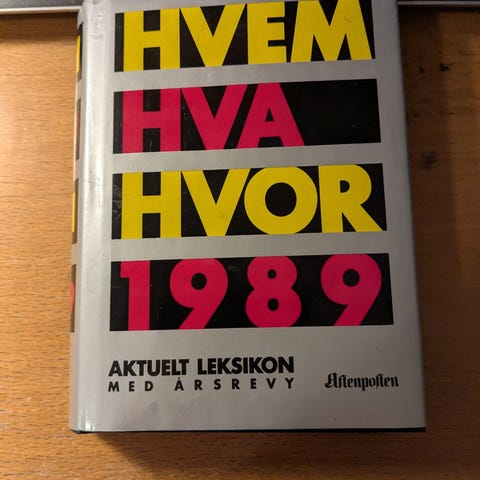 HVEM
HVA
HVOR
1989
AKTUELT LEKSIKON
MED ÅRSREVY
Aftenposten